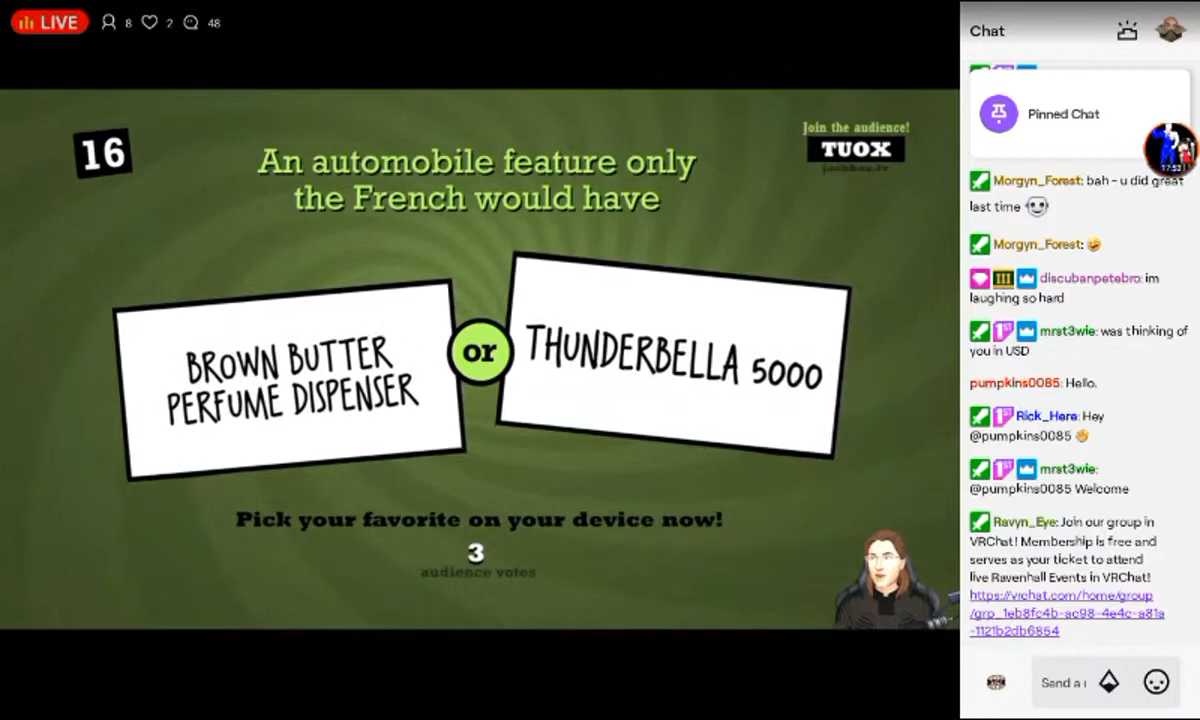 LIVE 8 2 48
16
An automobile feature only
the French would have
Join the audience!
TUOX
jackbox.tv
BROWN BUTTER
PERFUME DISPENSER
or
THUNDERBELLA 5000
Pick your favorite on your device now!
3
audience votes
Chat
Pinned Chat
17:53
Morgyn_Forest: bah - u did great
last time
Morgyn_Forest:
discubanpetebro: im
laughing so hard
mrst3wie: was thinking of
you in USD
pumpkins0085: Hello.
Rick_Here: Hey
@pumpkins0085
mrst3wie:
@pumpkins0085 Welcome
Ravyn_Eye: Join our group in
VRChat! Membership is free and
serves as your ticket to attend
live Ravenhall Events in VRChat!
https://vrchat.com/home/group
/grp_1eb8fc4b-ac98-4e4c-a81a
-1121b2db6854
Send a